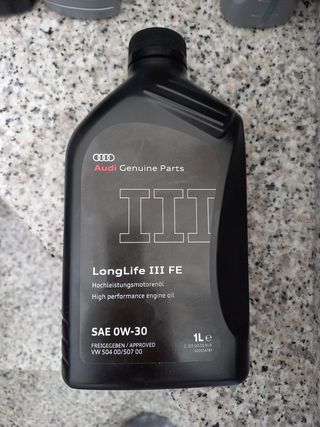 Audi Genuine Parts
III
LongLife III FE
Hochleistungsmotorenöl
High performance engine oil
SAE 0W-30
1L e
FREIGEGEBEN / APPROVED
VW 504 00/507 00